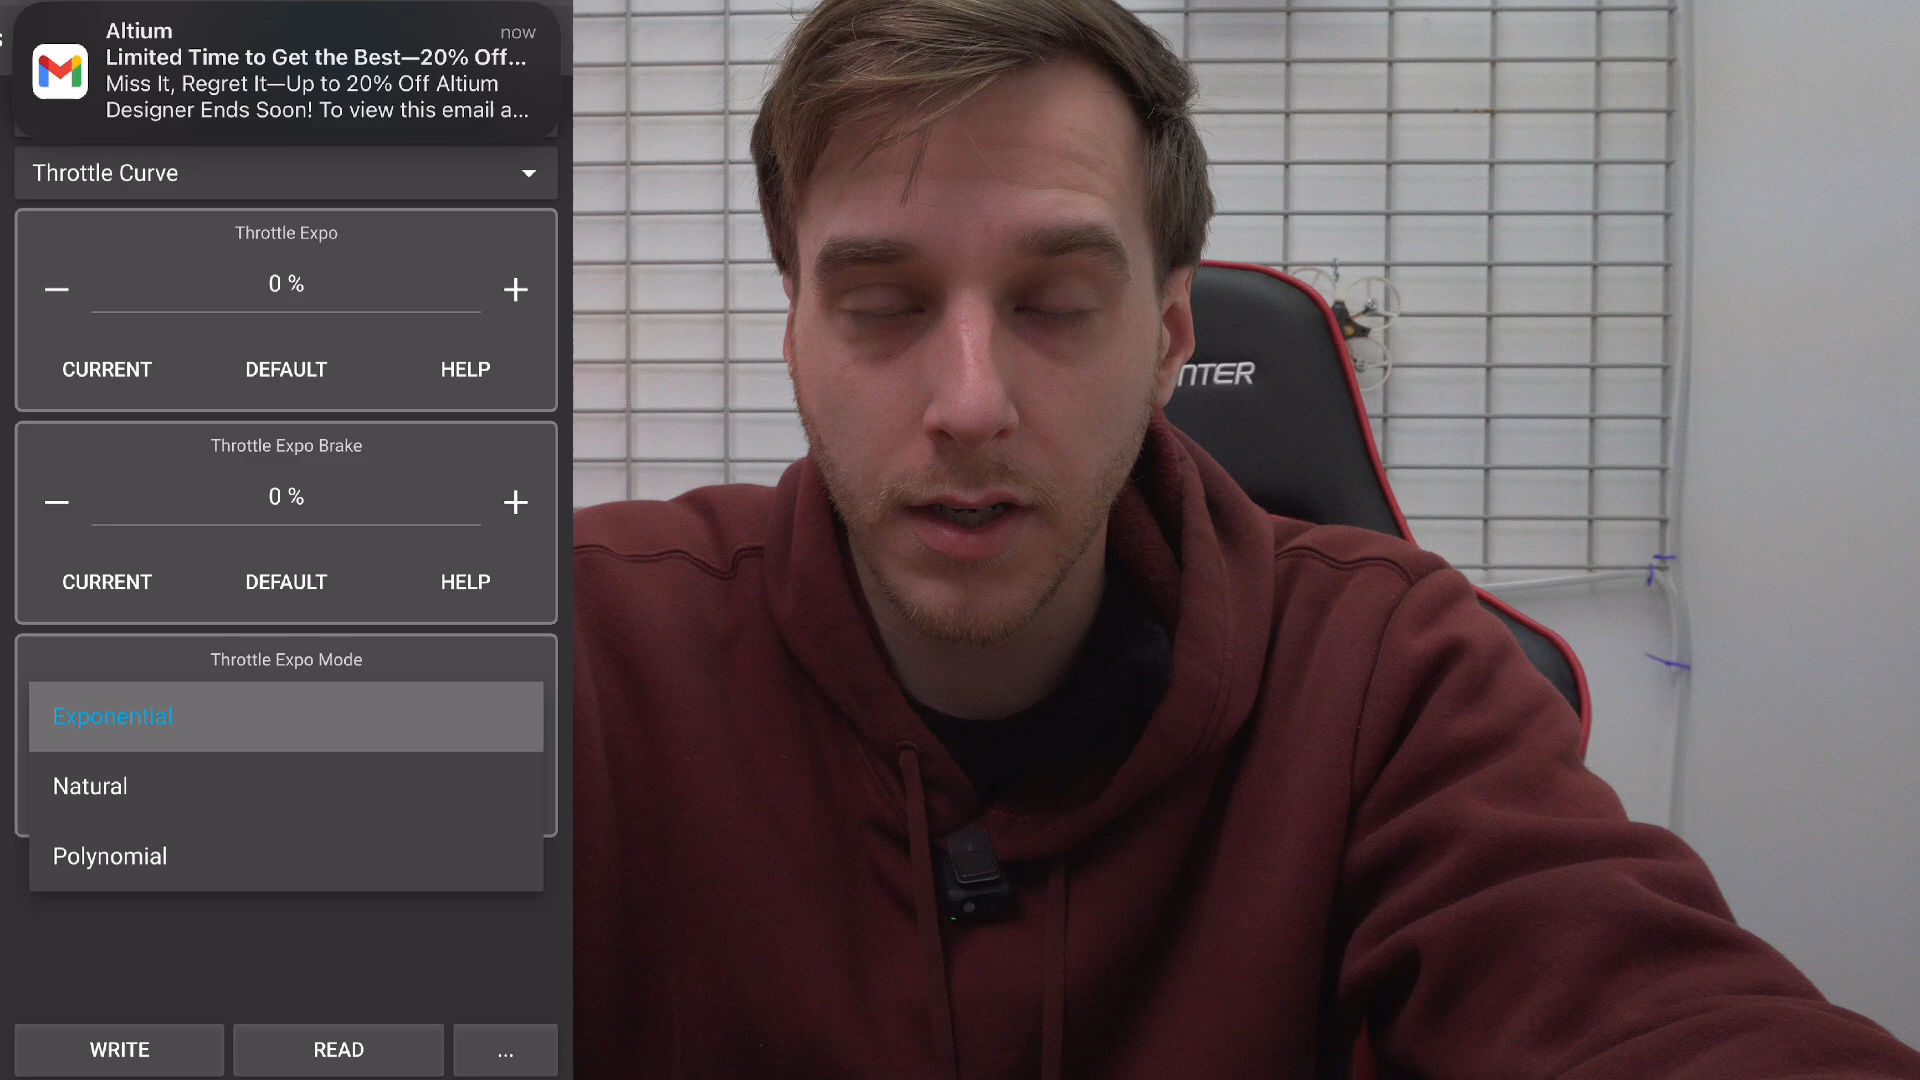 Altium
now
Limited Time to Get the Best—20% Off...
Miss It, Regret It—Up to 20% Off Altium
Designer Ends Soon! To view this email a...
Throttle Curve
Throttle Expo
0 %
CURRENT DEFAULT HELP
Throttle Expo Brake
0 %
CURRENT DEFAULT HELP
Throttle Expo Mode
Exponential
Natural
Polynomial
WRITE READ ...
NTER